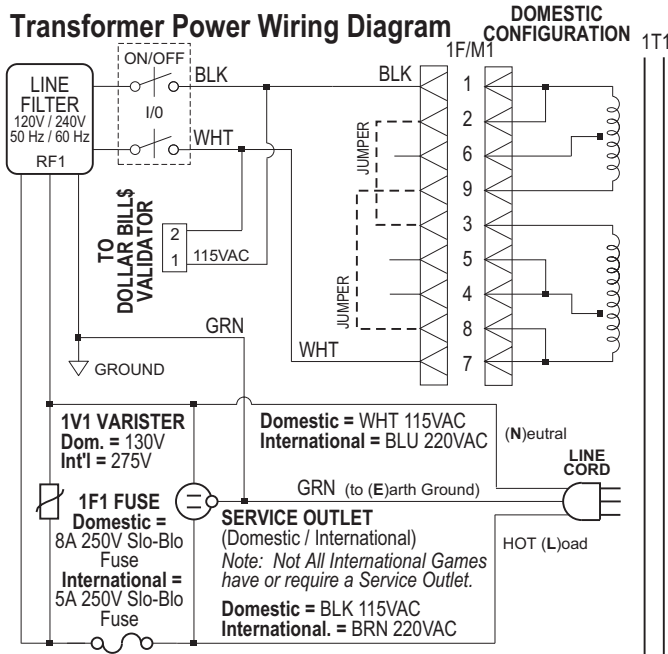 Transformer Power Wiring Diagram
DOMESTIC
CONFIGURATION
1T1
1F/M1
ON/OFF
BLK
BLK
LINE
FILTER
120V / 240V
50 Hz / 60 Hz
RF1
I/0
WHT
1
2
6
9
3
5
4
8
7
JUMPER
JUMPER
TO
DOLLAR BILL$
VALIDATOR
2
1
115VAC
GRN
WHT
GROUND
1V1 VARISTER
Dom. = 130V
Int'l = 275V
Domestic = WHT 115VAC
International = BLU 220VAC
(N)eutral
LINE
CORD
GRN (to (E)arth Ground)
1F1 FUSE
Domestic =
8A 250V Slo-Blo
Fuse
International =
5A 250V Slo-Blo
Fuse
SERVICE OUTLET
(Domestic / International)
Note: Not All International Games
have or require a Service Outlet.
HOT (L)oad
Domestic = BLK 115VAC
International. = BRN 220VAC